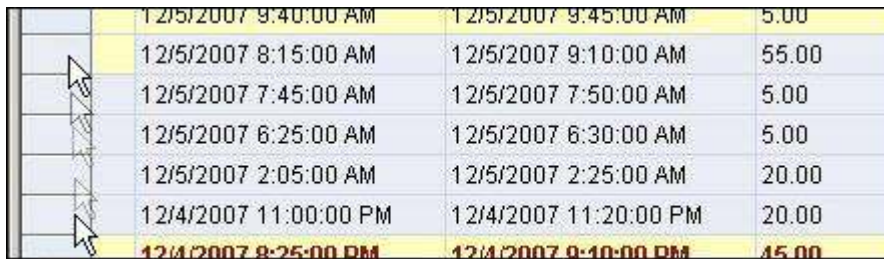 12/5/2007 9:40:00 AM 12/5/2007 9:45:00 AM 5.00
12/5/2007 8:15:00 AM 12/5/2007 9:10:00 AM 55.00
12/5/2007 7:45:00 AM 12/5/2007 7:50:00 AM 5.00
12/5/2007 6:25:00 AM 12/5/2007 6:30:00 AM 5.00
12/5/2007 2:05:00 AM 12/5/2007 2:25:00 AM 20.00
12/4/2007 11:00:00 PM 12/4/2007 11:20:00 PM 20.00
12/4/2007 8:25:00 PM 12/4/2007 9:10:00 PM 45.00